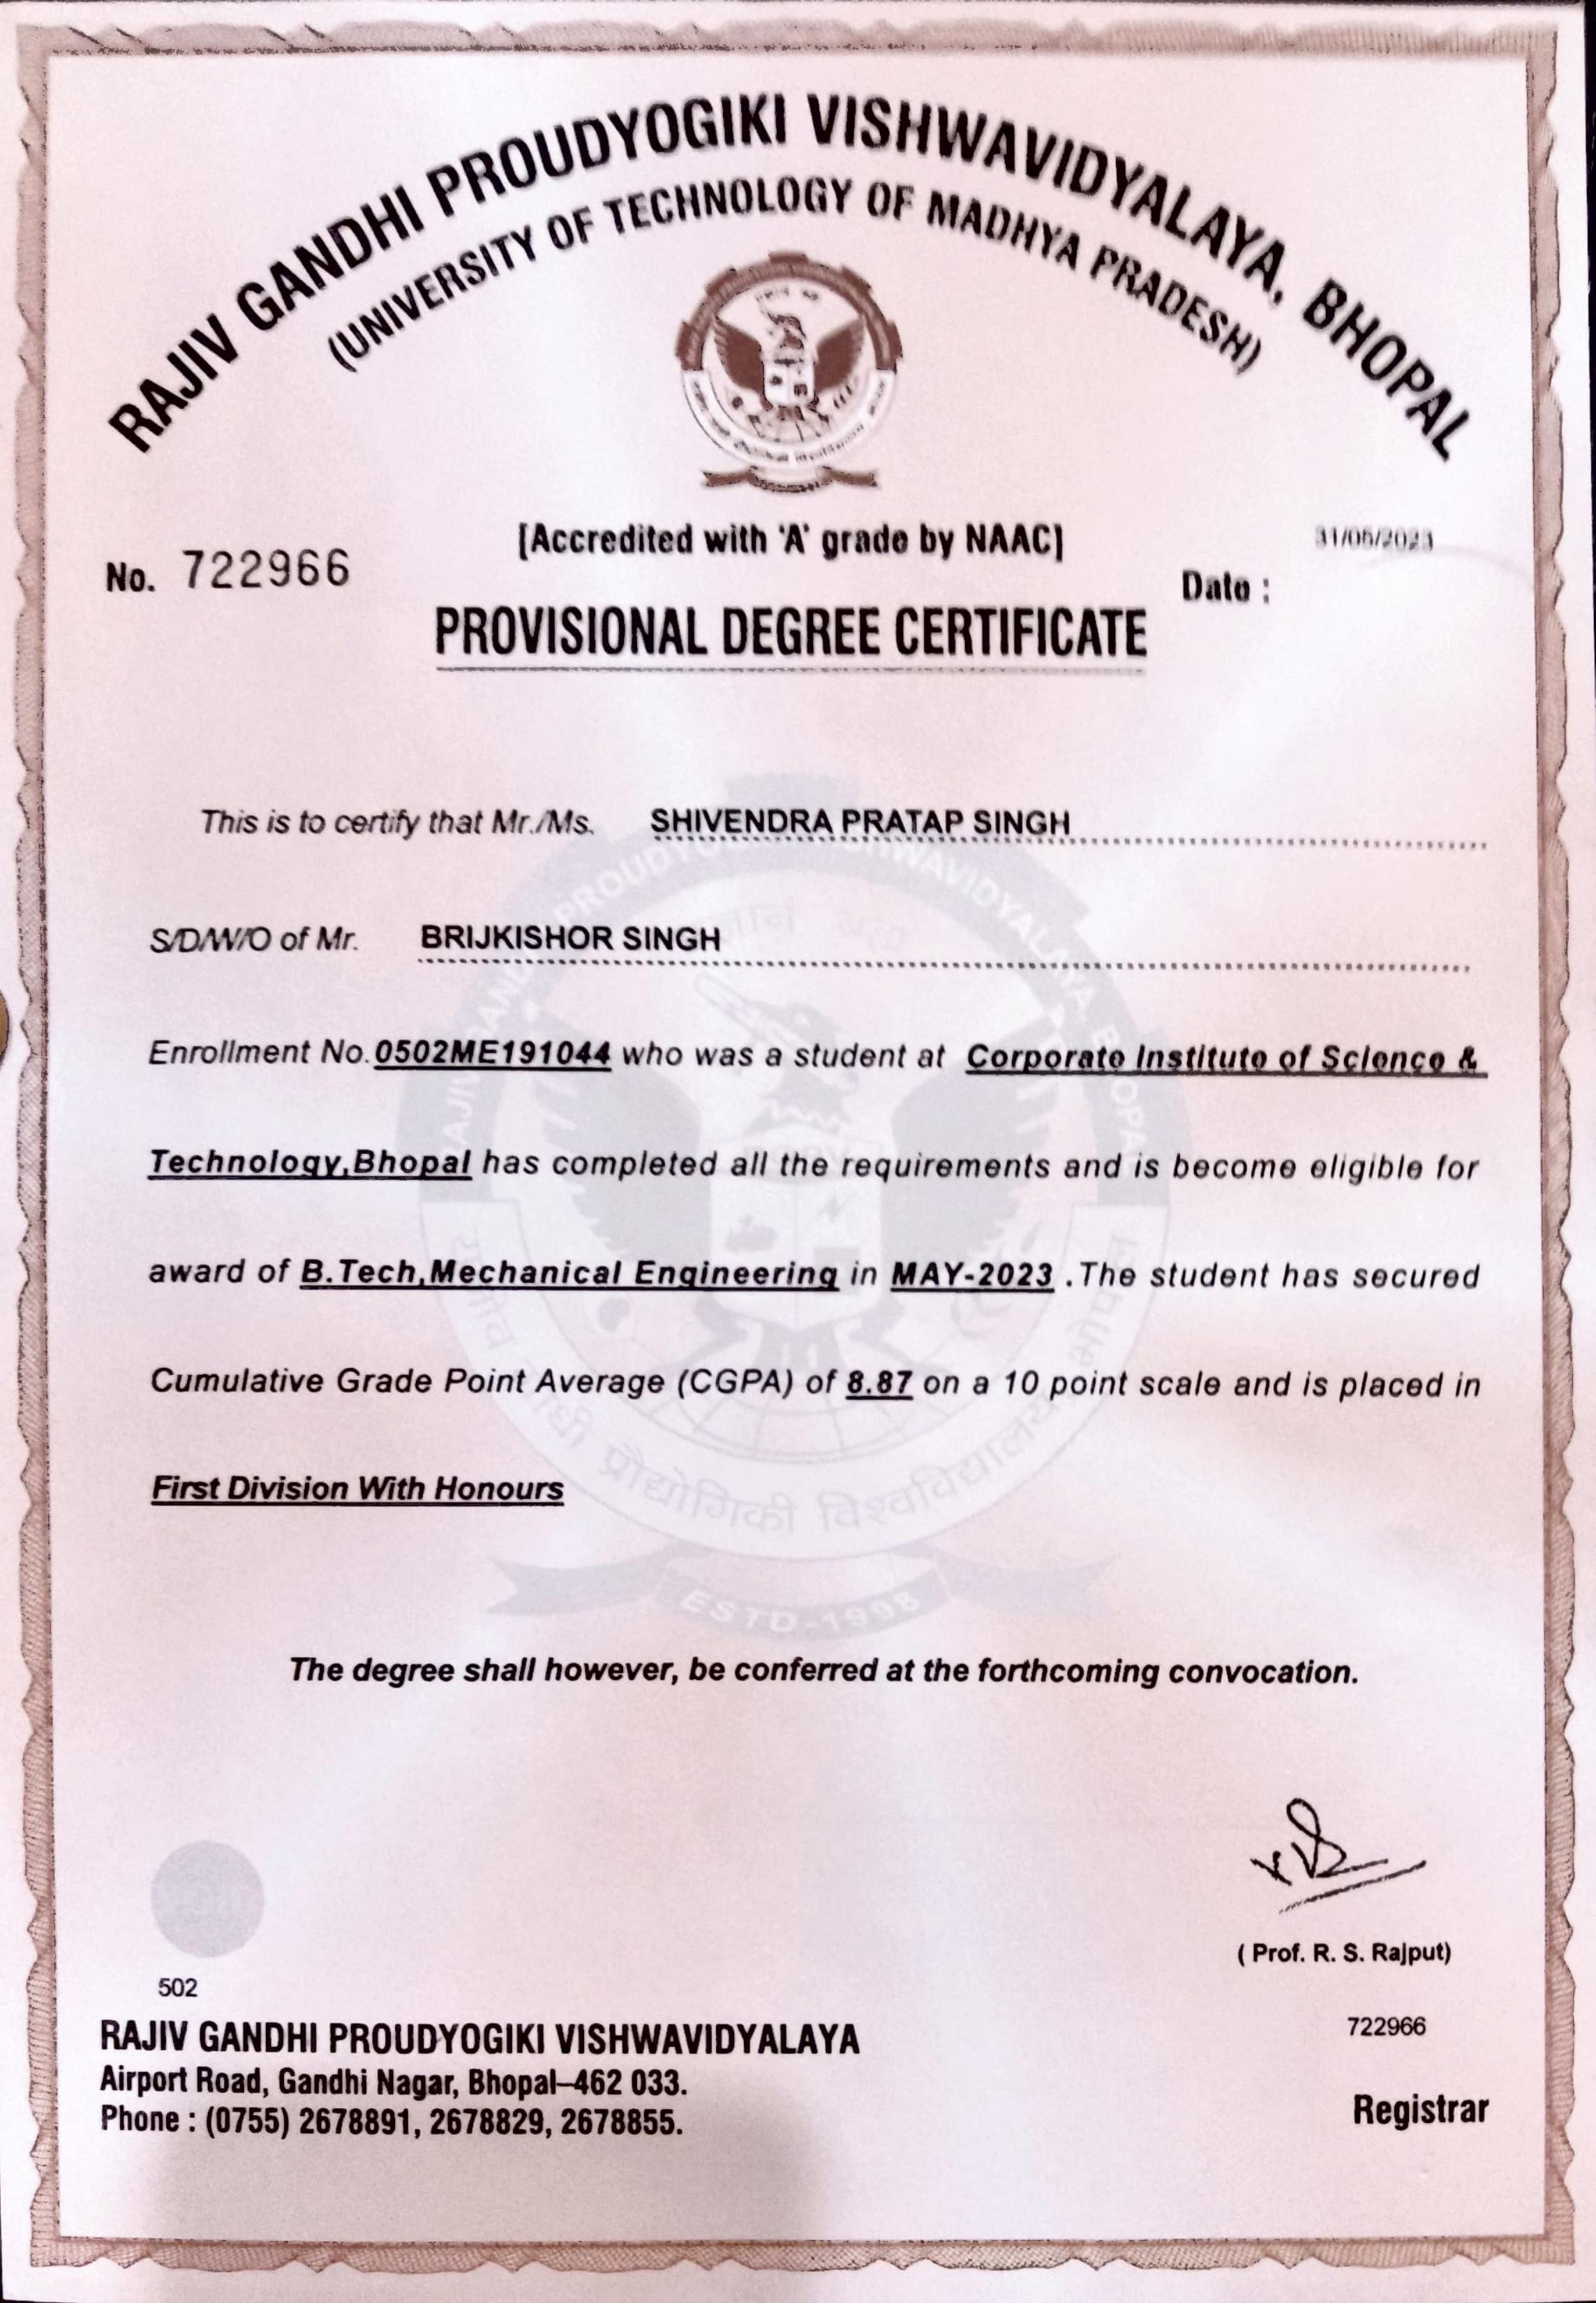 RAJIV GANDHI PROUDYOGIKI VISHWAVIDYALAYA, BHOPAL
(UNIVERSITY OF TECHNOLOGY OF MADHYA PRADESH)
[Accredited with 'A' grade by NAAC]
31/05/2023
No. 722966
Date :
PROVISIONAL DEGREE CERTIFICATE
This is to certify that Mr./Ms. SHIVENDRA PRATAP SINGH
S/D/W/O of Mr. BRIJKISHOR SINGH
Enrollment No.0502ME191044 who was a student at Corporate Institute of Science &
Technology,Bhopal has completed all the requirements and is become eligible for
award of B.Tech,Mechanical Engineering in MAY-2023 .The student has secured
Cumulative Grade Point Average (CGPA) of 8.87 on a 10 point scale and is placed in
First Division With Honours
ESTD-1998
The degree shall however, be conferred at the forthcoming convocation.
( Prof. R. S. Rajput)
502
722966
RAJIV GANDHI PROUDYOGIKI VISHWAVIDYALAYA
Airport Road, Gandhi Nagar, Bhopal–462 033.
Phone : (0755) 2678891, 2678829, 2678855.
Registrar